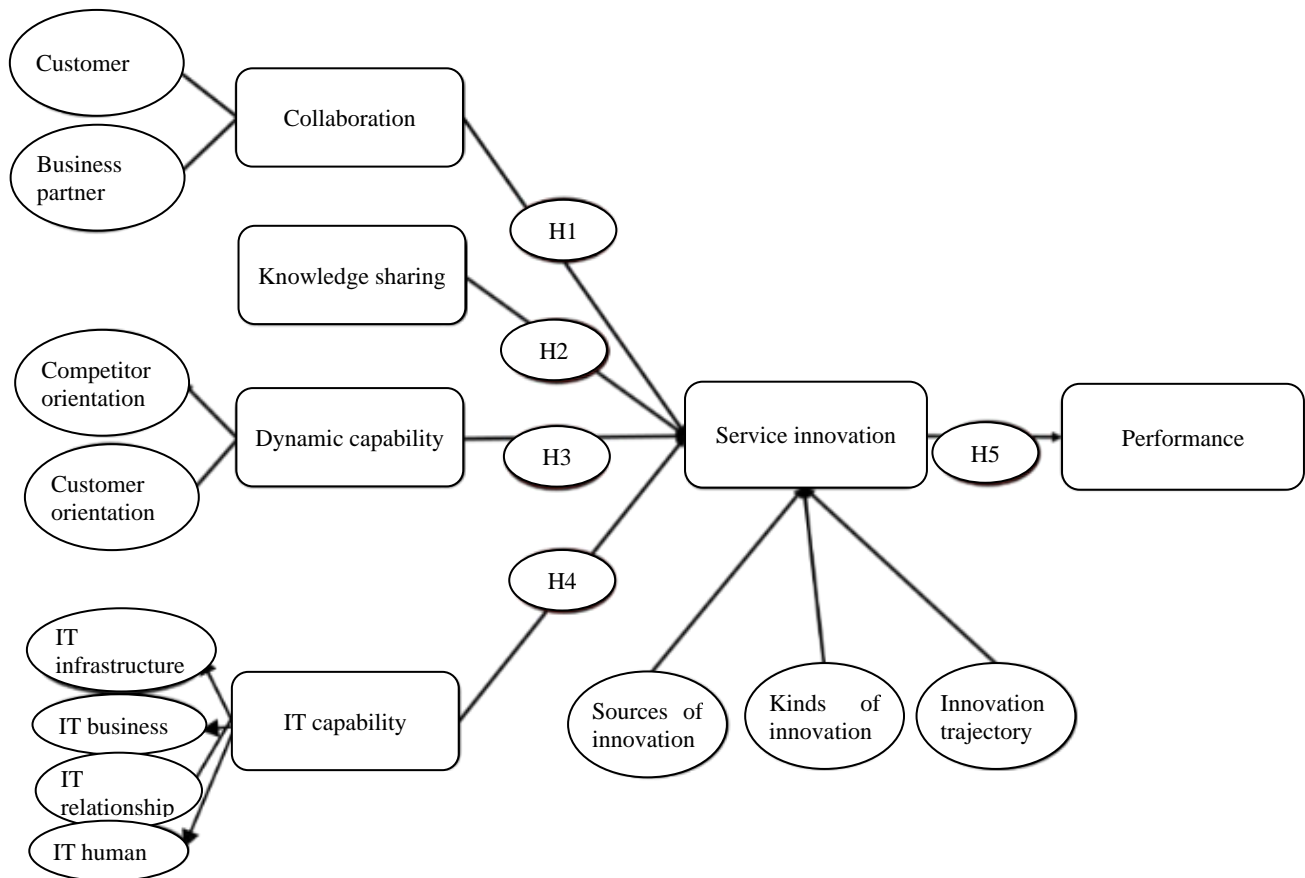 Customer
Business
partner
Collaboration
H1
Knowledge sharing
H2
Competitor
orientation
Customer
orientation
Dynamic capability
H3
Service innovation
H5
Performance
H4
IT
infrastructure
IT business
IT
relationship
IT human
IT capability
Sources of
innovation
Kinds of
innovation
Innovation
trajectory